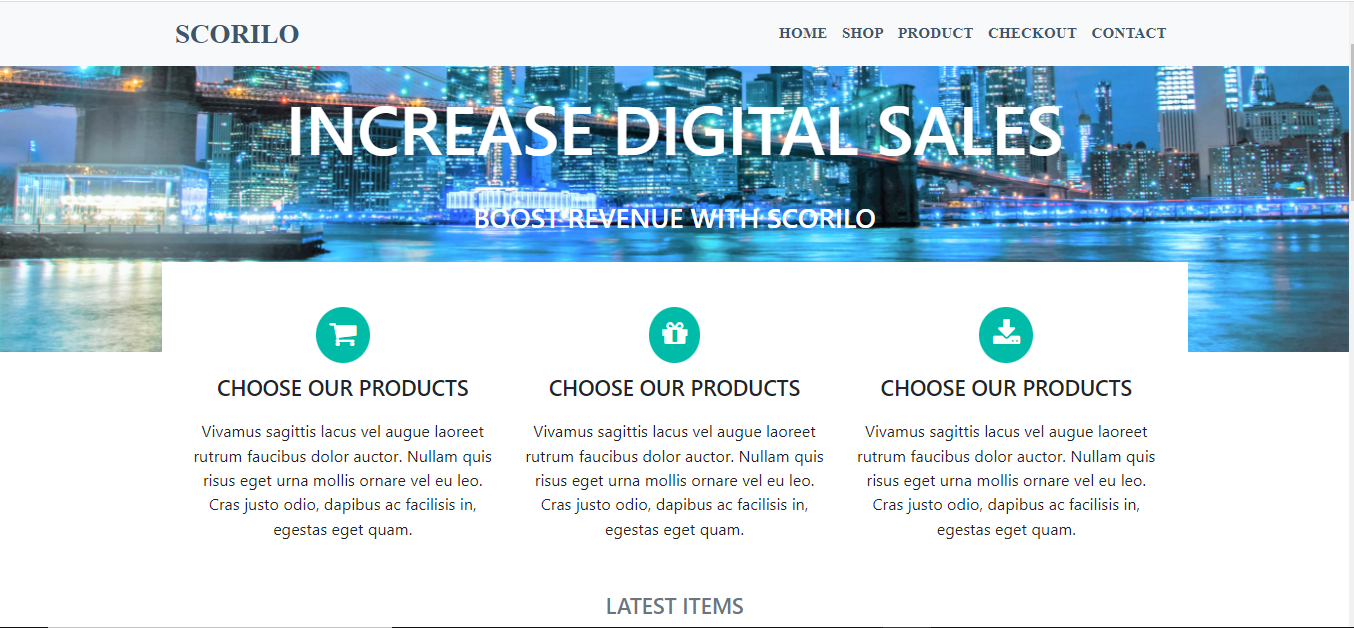 SCORILO
HOME SHOP PRODUCT CHECKOUT CONTACT
INCREASE DIGITAL SALES
BOOST REVENUE WITH SCORILO
CHOOSE OUR PRODUCTS
Vivamus sagittis lacus vel augue laoreet
rutrum faucibus dolor auctor. Nullam quis
risus eget urna mollis ornare vel eu leo.
Cras justo odio, dapibus ac facilisis in,
egestas eget quam.
CHOOSE OUR PRODUCTS
Vivamus sagittis lacus vel augue laoreet
rutrum faucibus dolor auctor. Nullam quis
risus eget urna mollis ornare vel eu leo.
Cras justo odio, dapibus ac facilisis in,
egestas eget quam.
CHOOSE OUR PRODUCTS
Vivamus sagittis lacus vel augue laoreet
rutrum faucibus dolor auctor. Nullam quis
risus eget urna mollis ornare vel eu leo.
Cras justo odio, dapibus ac facilisis in,
egestas eget quam.
LATEST ITEMS